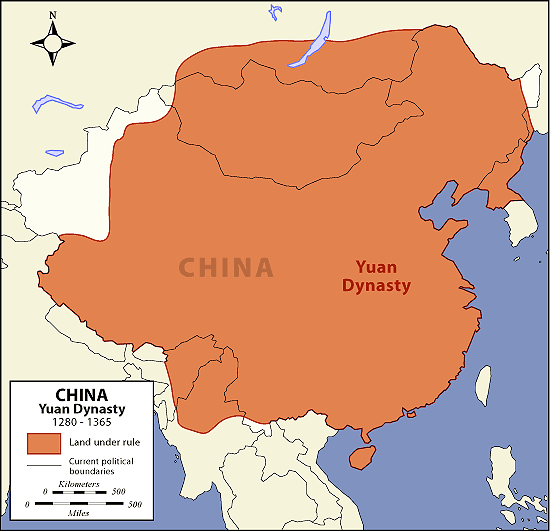 N
CHINA
Yuan
Dynasty
CHINA
Yuan Dynasty
1280 - 1365
Land under rule
Current political
boundaries
Kilometers
0 500
0 500
Miles